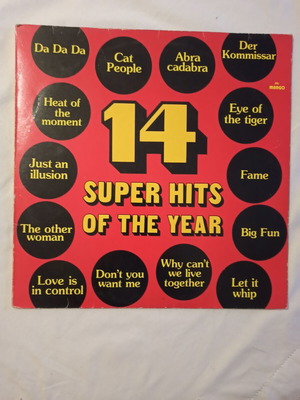 Da Da Da
Cat
People
Abra
cadabra
Der
Kommissar
Heat of
the moment
14
Eye of
the tiger
Just an
illusion
SUPER HITS
Fame
OF THE YEAR
The other
woman
Big Fun
Love is
in control
Don't you
want me
Why can't
we live
together
Let it
whip